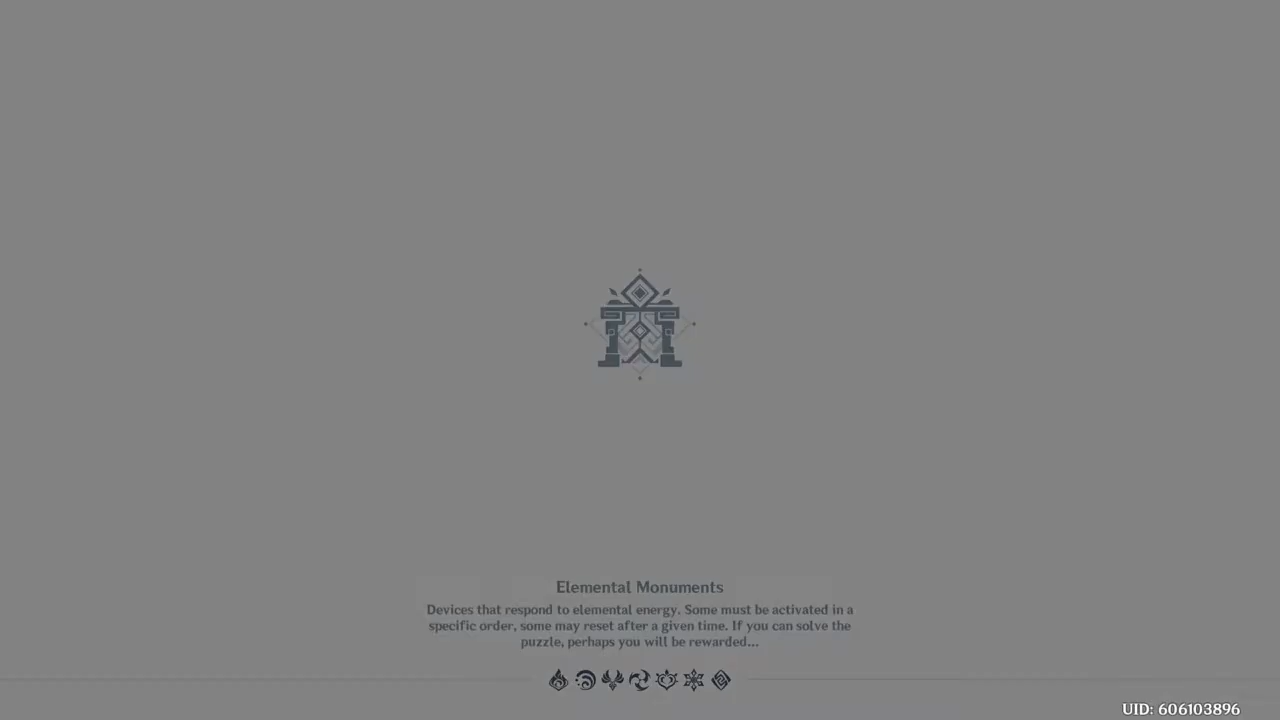 Elemental Monuments
Devices that respond to elemental energy. Some must be activated in a
specific order, some may reset after a given time. If you can solve the
puzzle, perhaps you will be rewarded...
UID: 606103896